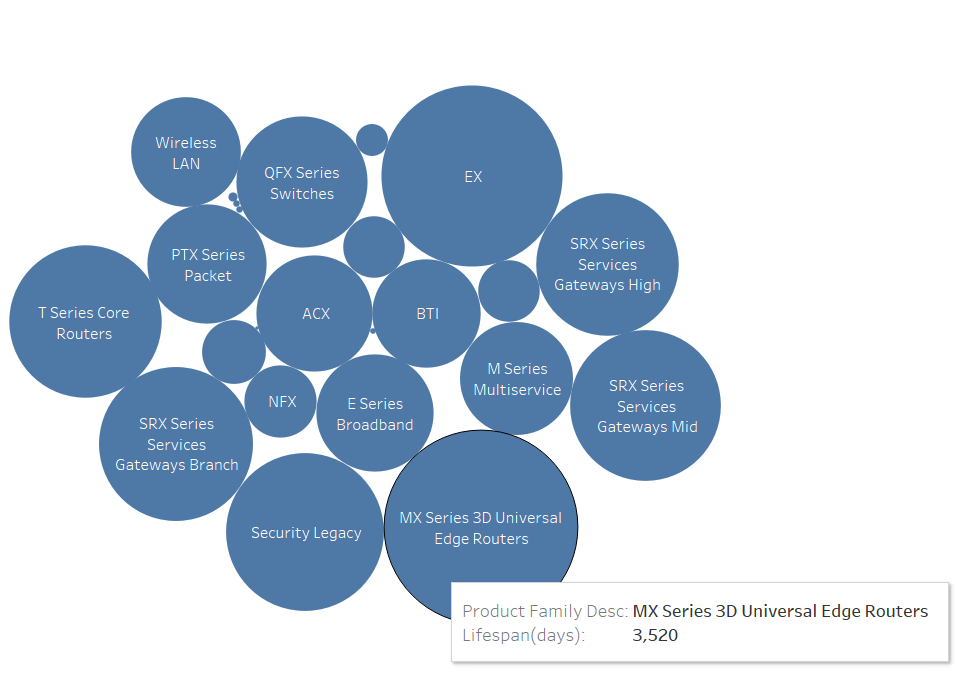 Wireless
LAN
QFX Series
Switches
EX
PTX Series
Packet
SRX Series
Services
Gateways High
T Series Core
Routers
ACX
BTI
M Series
Multiservice
SRX Series
Services
Gateways Mid
NFX
E Series
Broadband
SRX Series
Services
Gateways Branch
Security Legacy
MX Series 3D Universal
Edge Routers
Product Family Desc: MX Series 3D Universal Edge Routers
Lifespan(days): 3,520